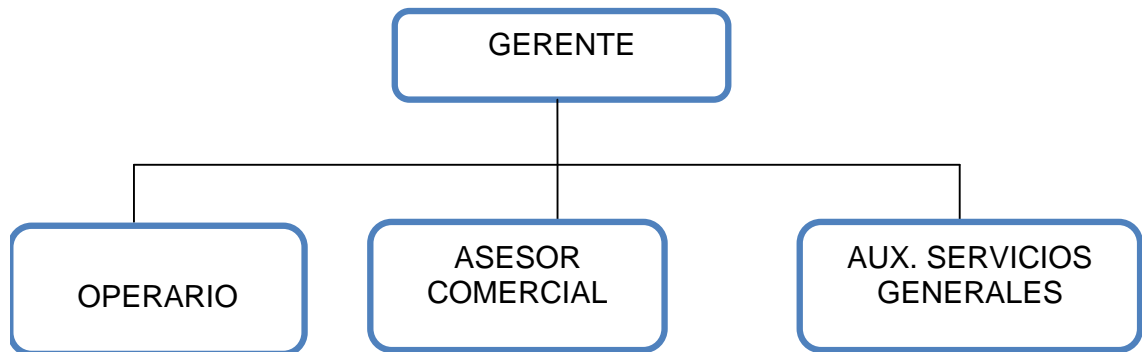 GERENTE
OPERARIO
ASESOR
COMERCIAL
AUX. SERVICIOS
GENERALES